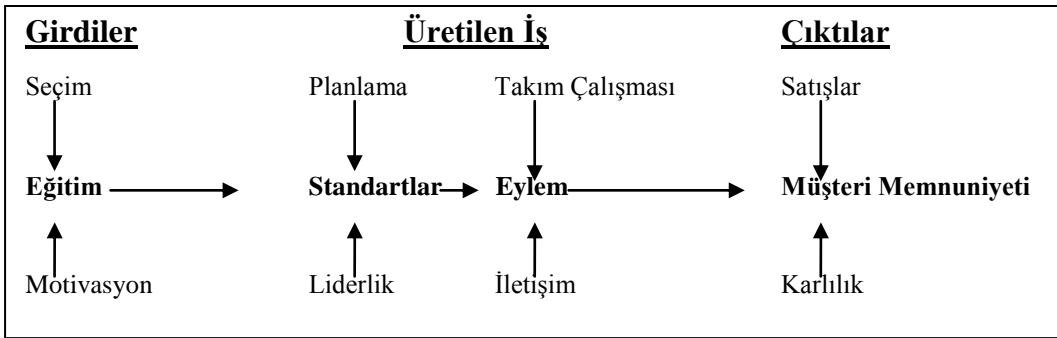 Girdiler Üretilen İş Çıktılar
Seçim Planlama Takım Çalışması Satışlar
Eğitim Standartlar Eylem Müşteri Memnuniyeti
Motivasyon Liderlik İletişim Karlılık